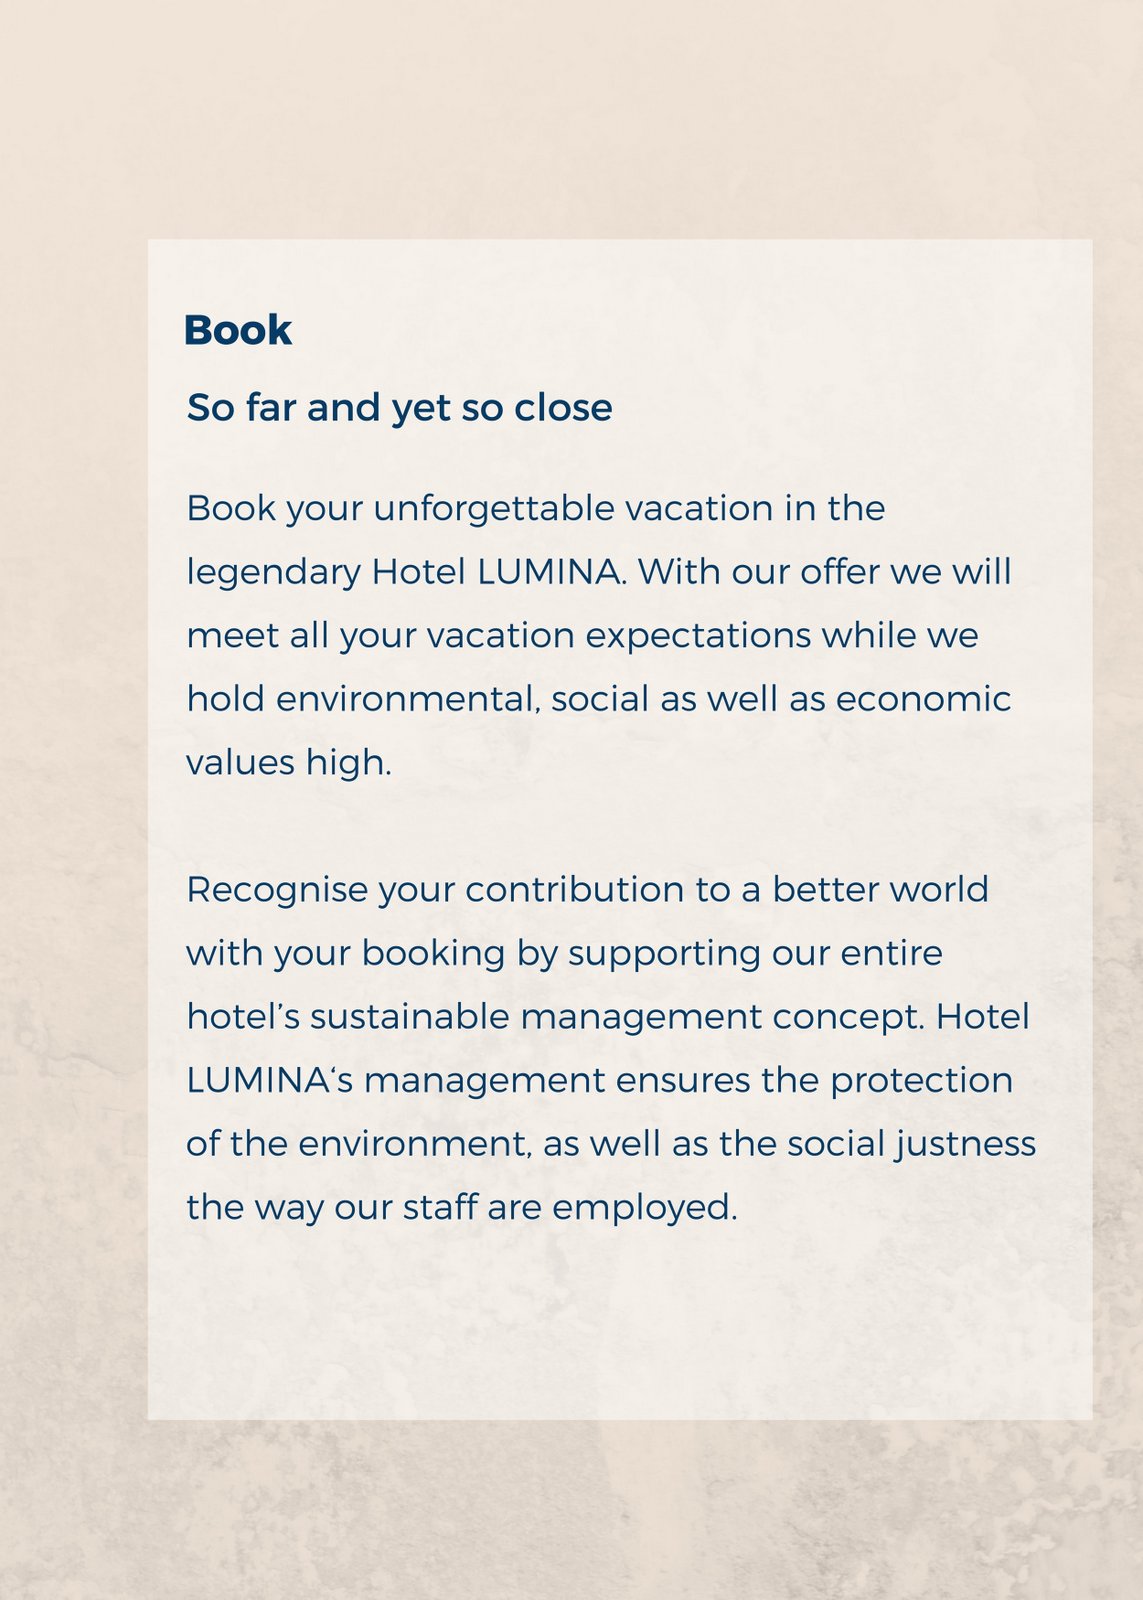 Book
So far and yet so close
Book your unforgettable vacation in the
legendary Hotel LUMINA. With our offer we will
meet all your vacation expectations while we
hold environmental, social as well as economic
values high.
Recognise your contribution to a better world
with your booking by supporting our entire
hotel’s sustainable management concept. Hotel
LUMINA‘s management ensures the protection
of the environment, as well as the social justness
the way our staff are employed.